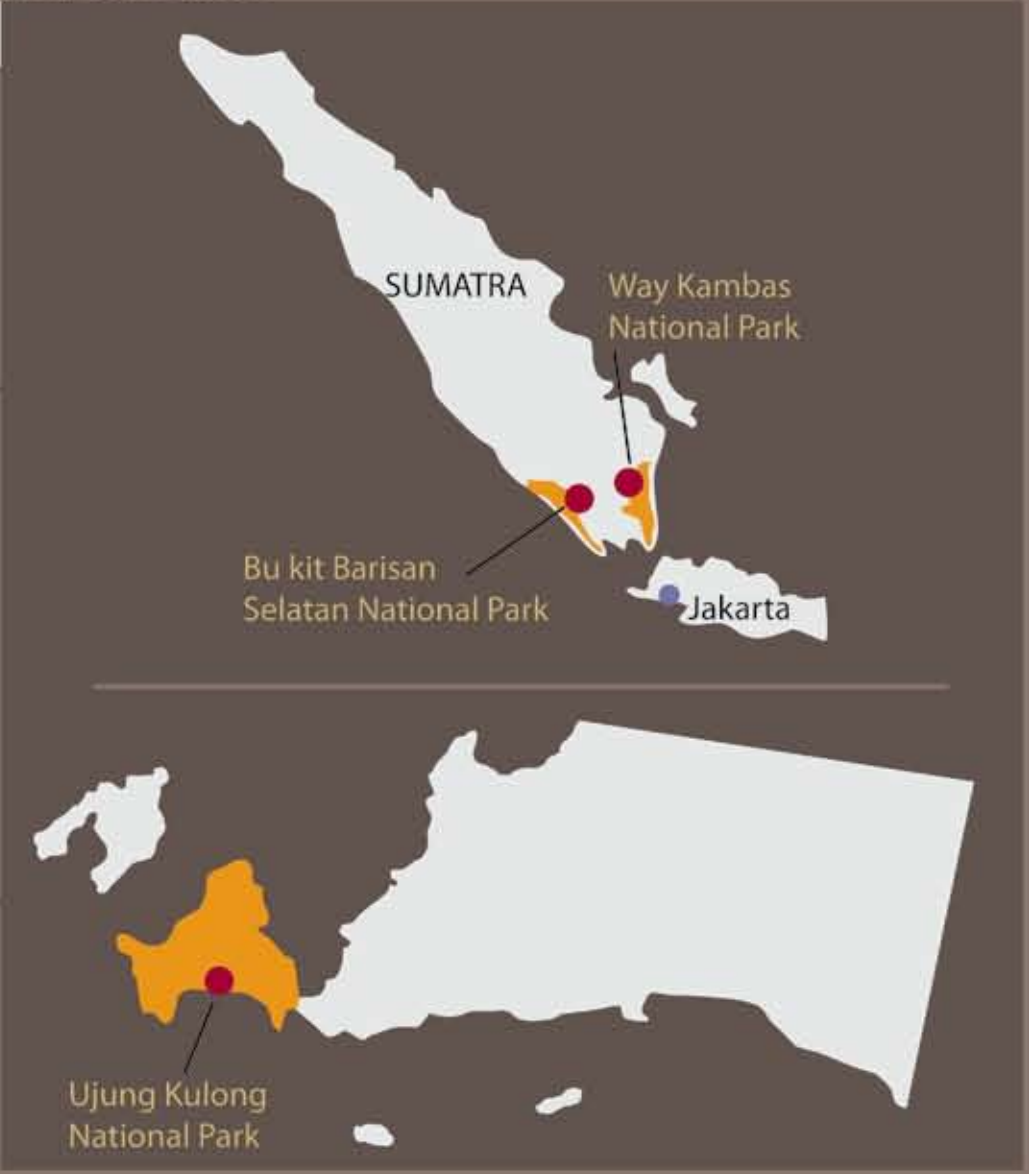 SUMATRA
Way Kambas
National Park
Bu kit Barisan
Selatan National Park
Jakarta
Ujung Kulong
National Park